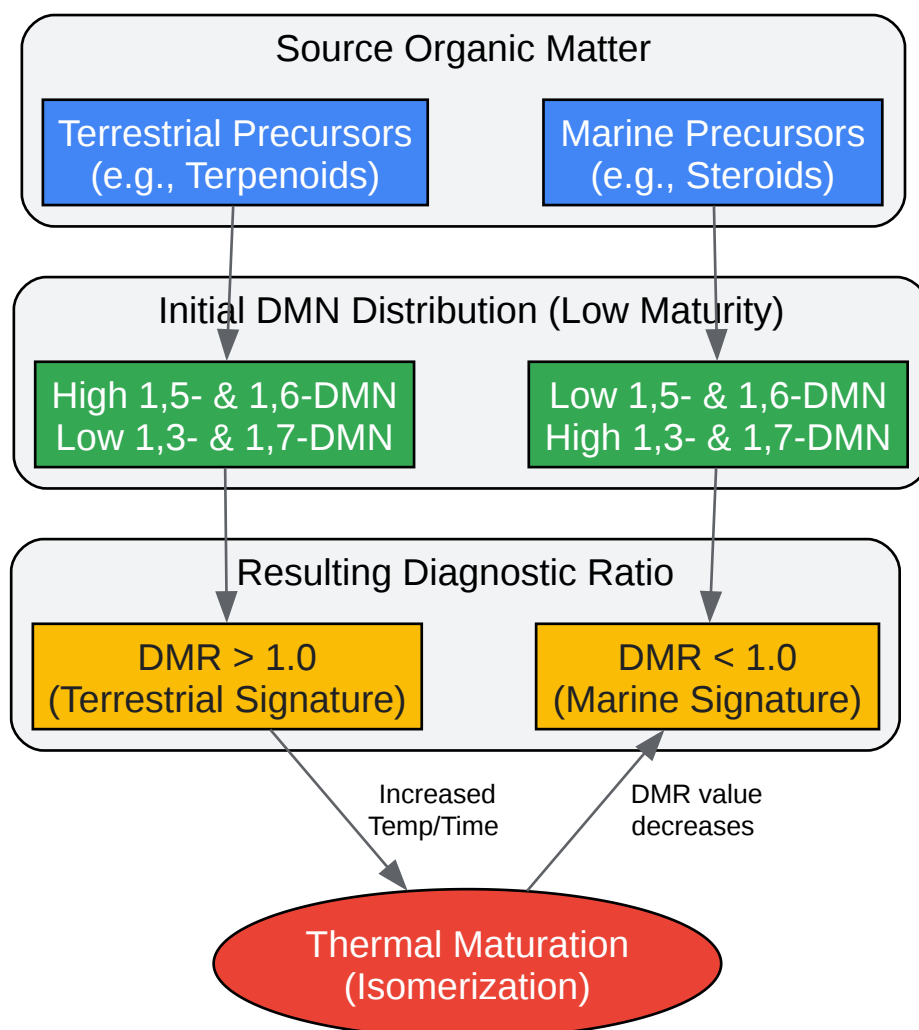 Source Organic Matter
Terrestrial Precursors
(e.g., Terpenoids)
Marine Precursors
(e.g., Steroids)
Initial DMN Distribution (Low Maturity)
High 1,5- & 1,6-DMN
Low 1,3- & 1,7-DMN
Low 1,5- & 1,6-DMN
High 1,3- & 1,7-DMN
Resulting Diagnostic Ratio
DMR > 1.0
(Terrestrial Signature)
DMR < 1.0
(Marine Signature)
Increased
Temp/Time
DMR value
decreases
Thermal Maturation
(Isomerization)